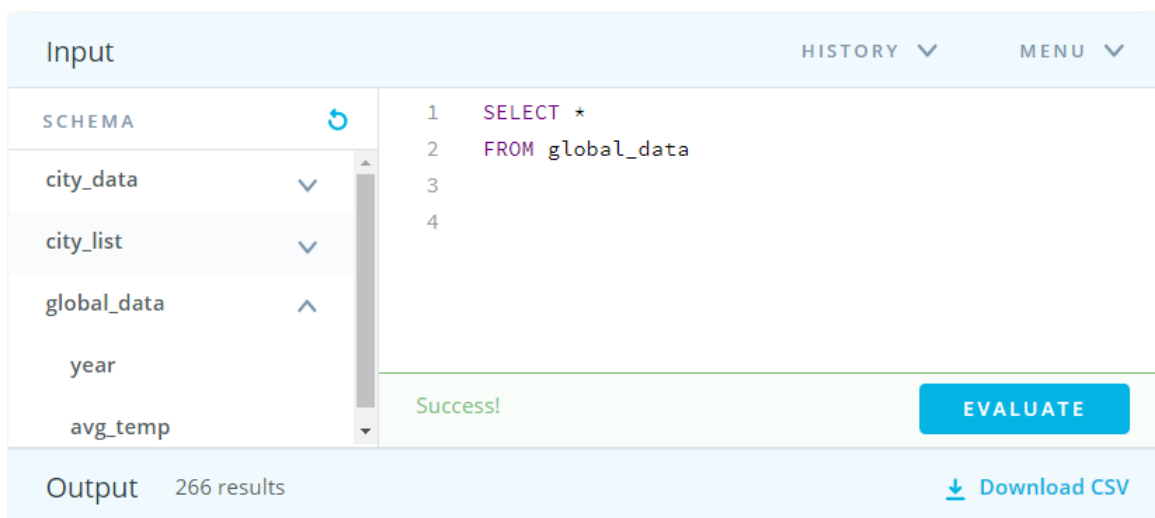 Input HISTORY MENU
SCHEMA
city_data
city_list
global_data
year
avg_temp
1 SELECT *
2 FROM global_data
3
4
Success! EVALUATE
Output 266 results Download CSV